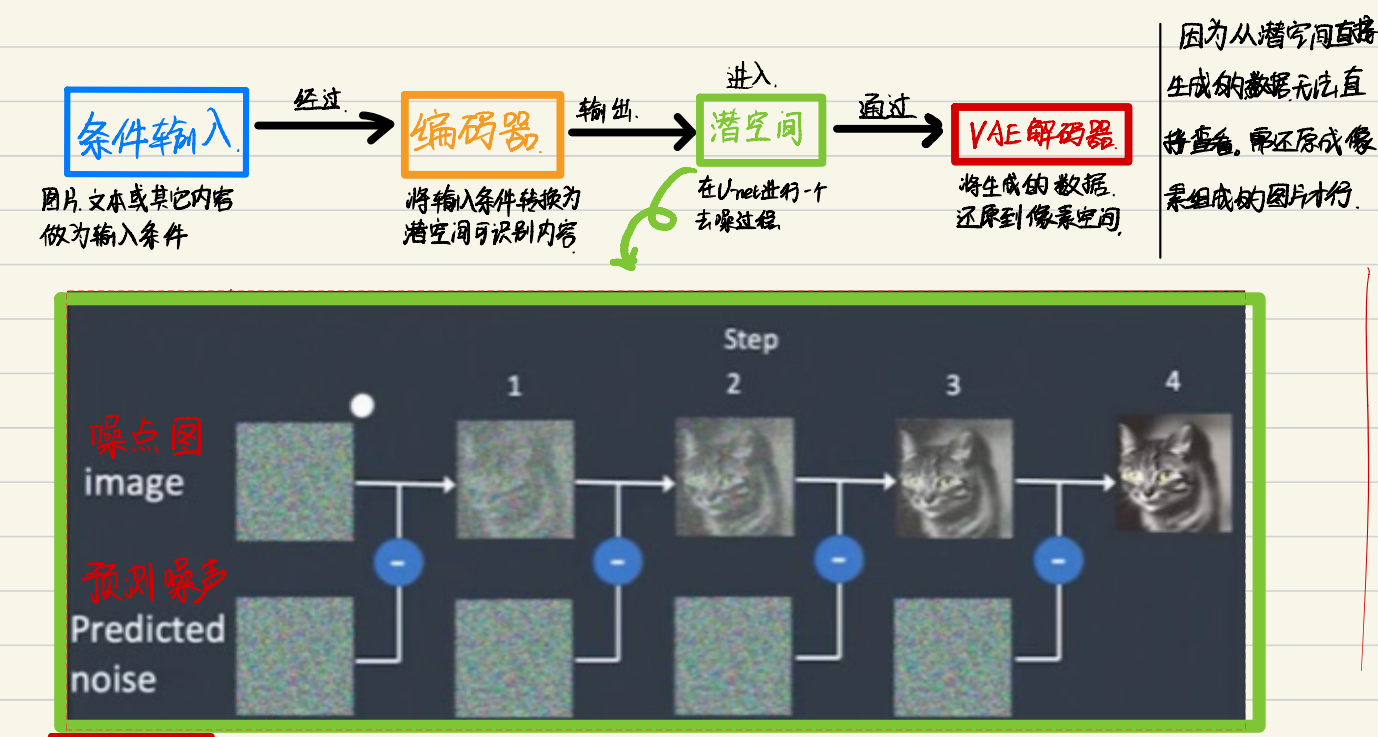 条件输入
经过
编码器
输出
进入
潜空间
通过
VAE解码器
图片、文本或其它内容
做为输入条件
将输入条件转换为
潜空间可识别内容
在U-net进行一个
去噪过程
将生成的数据
还原到像素空间
因为从潜空间直接
生成的数据无法直
接查看，需还原成像
素组成的图片才行
Step
1
2
3
4
噪点图
image
预测噪声
Predicted
noise
-
-
-
-